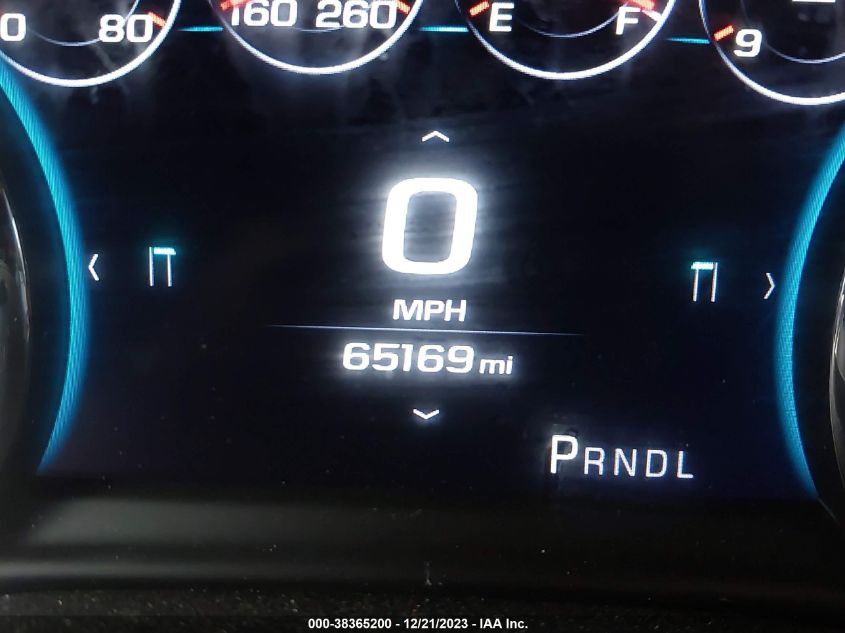 0 80 160 260 E F 9
0
MPH
65169 mi
PRNDL
000-38365200 - 12/21/2023 - IAA Inc.